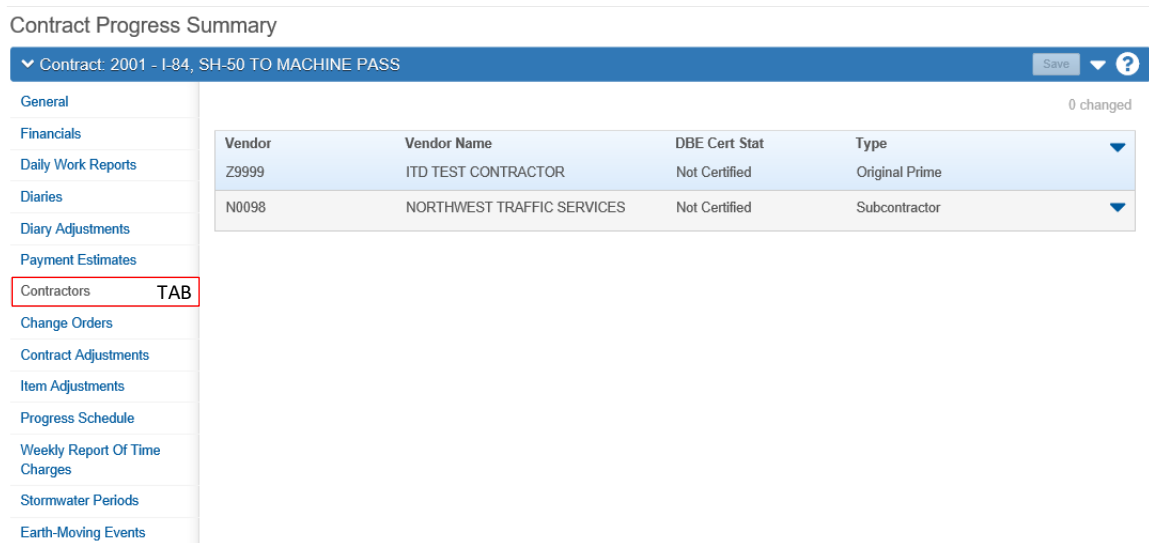 Contract Progress Summary
Contract: 2001 - I-84, SH-50 TO MACHINE PASS
Save
?
General
Financials
Daily Work Reports
Diaries
Diary Adjustments
Payment Estimates
Contractors TAB
Change Orders
Contract Adjustments
Item Adjustments
Progress Schedule
Weekly Report Of Time
Charges
Stormwater Periods
Earth-Moving Events
0 changed
Vendor Vendor Name DBE Cert Stat Type
Z9999 ITD TEST CONTRACTOR Not Certified Original Prime
N0098 NORTHWEST TRAFFIC SERVICES Not Certified Subcontractor